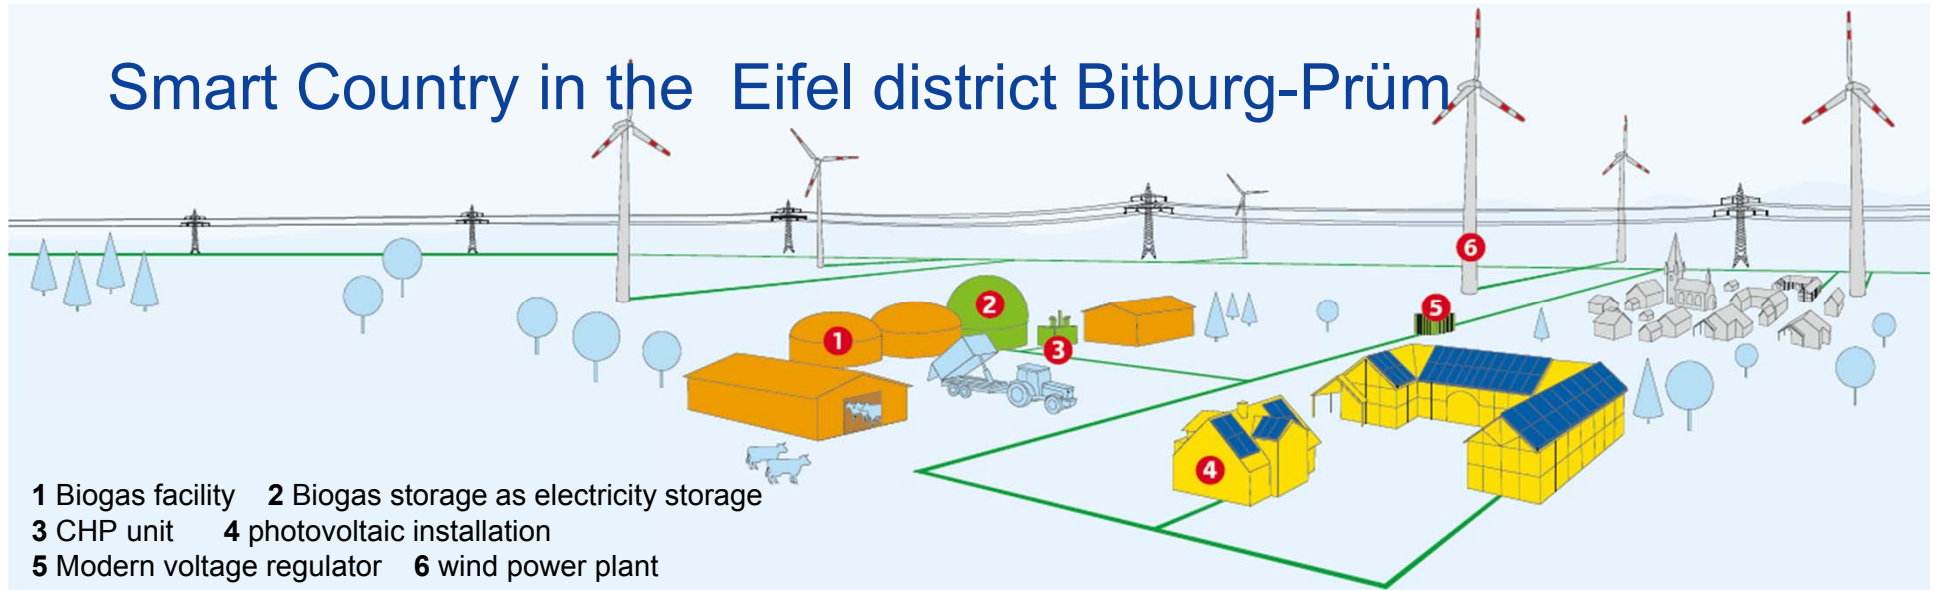 Smart Country in the Eifel district Bitburg-Prüm
6
2
5
1
3
4
1 Biogas facility 2 Biogas storage as electricity storage
3 CHP unit 4 photovoltaic installation
5 Modern voltage regulator 6 wind power plant